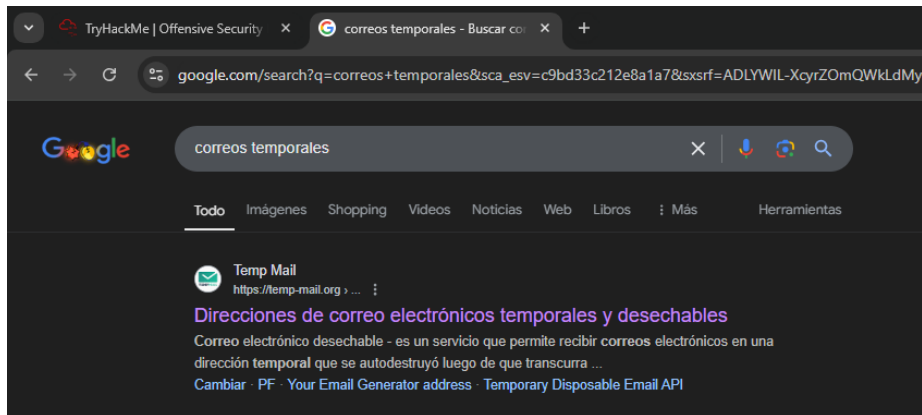 TryHackMe | Offensive Security
correos temporales - Buscar con
google.com/search?q=correos+temporales&sca_esv=c9bd33c212e8a1a7&sxsrf=ADLYWIL-XcyrZOmQWkLdMy
Google
correos temporales
Todo Imágenes Shopping Videos Noticias Web Libros Más Herramientas
Temp Mail
https://temp-mail.org › ...
Direcciones de correo electrónicos temporales y desechables
Correo electrónico desechable - es un servicio que permite recibir correos electrónicos en una
dirección temporal que se autodestruyó luego de que transcurra ...
Cambiar · PF · Your Email Generator address · Temporary Disposable Email API